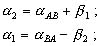 α₂ = α_AB + β₁ ;
α₁ = α_BA − β₂ ;